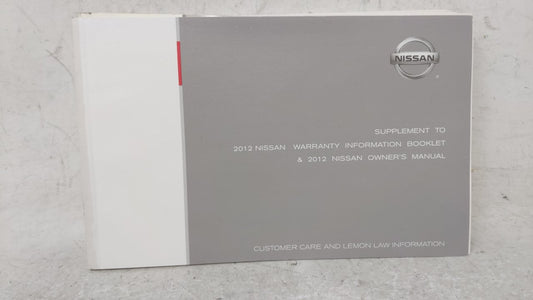 NISSAN
SUPPLEMENT TO
2012 NISSAN WARRANTY INFORMATION BOOKLET
& 2012 NISSAN OWNER'S MANUAL
CUSTOMER CARE AND LEMON LAW INFORMATION